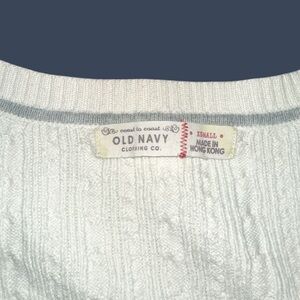 coast to coast
OLD NAVY
CLOTHING CO.
XSMALL
MADE IN
HONG KONG